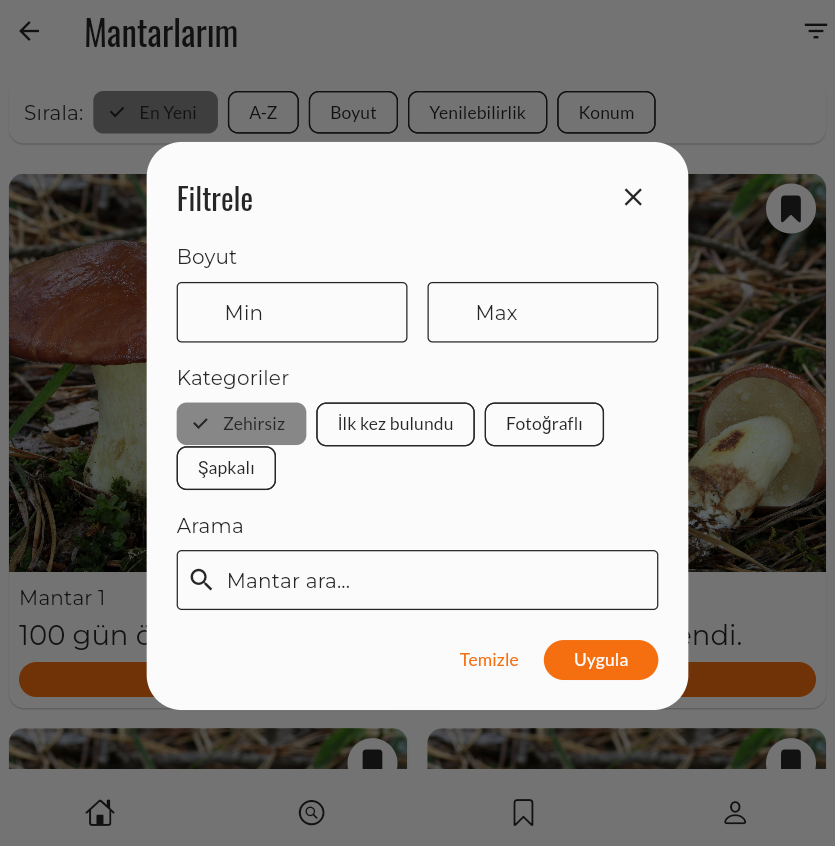 Mantarlarım
Sırala: En Yeni A-Z Boyut Yenilebilirlik Konum
Filtrele
Boyut
Min Max
Kategoriler
Zehirsiz İlk kez bulundu Fotoğraflı
Şapkalı
Arama
Mantar ara...
Temizle Uygula
Mantar 1
100 gün